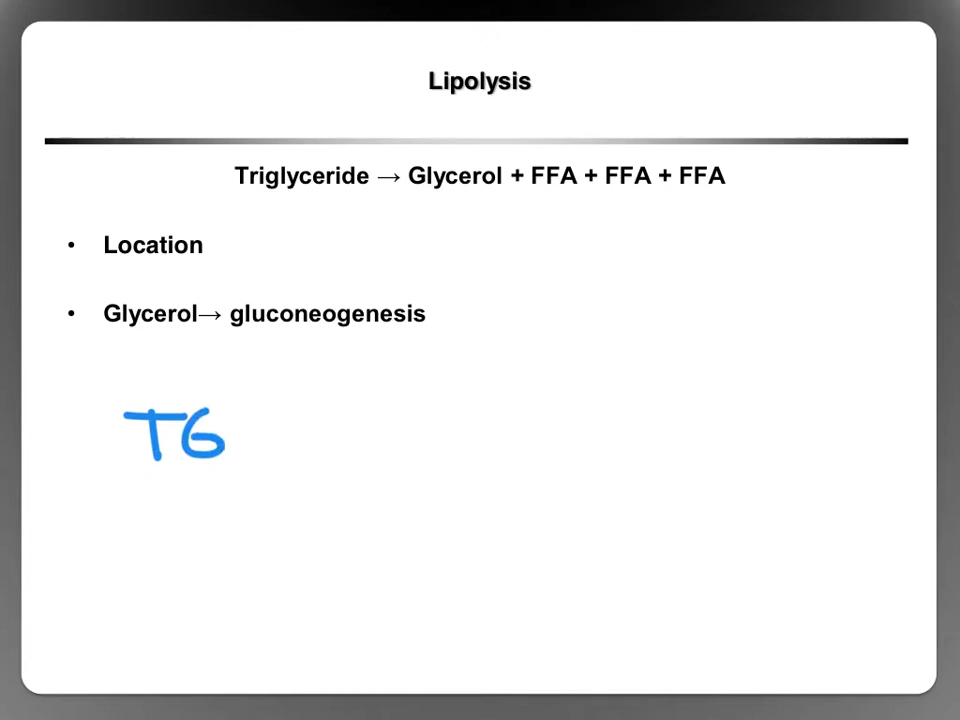 Lipolysis
Triglyceride → Glycerol + FFA + FFA + FFA
• Location
• Glycerol→ gluconeogenesis
TG